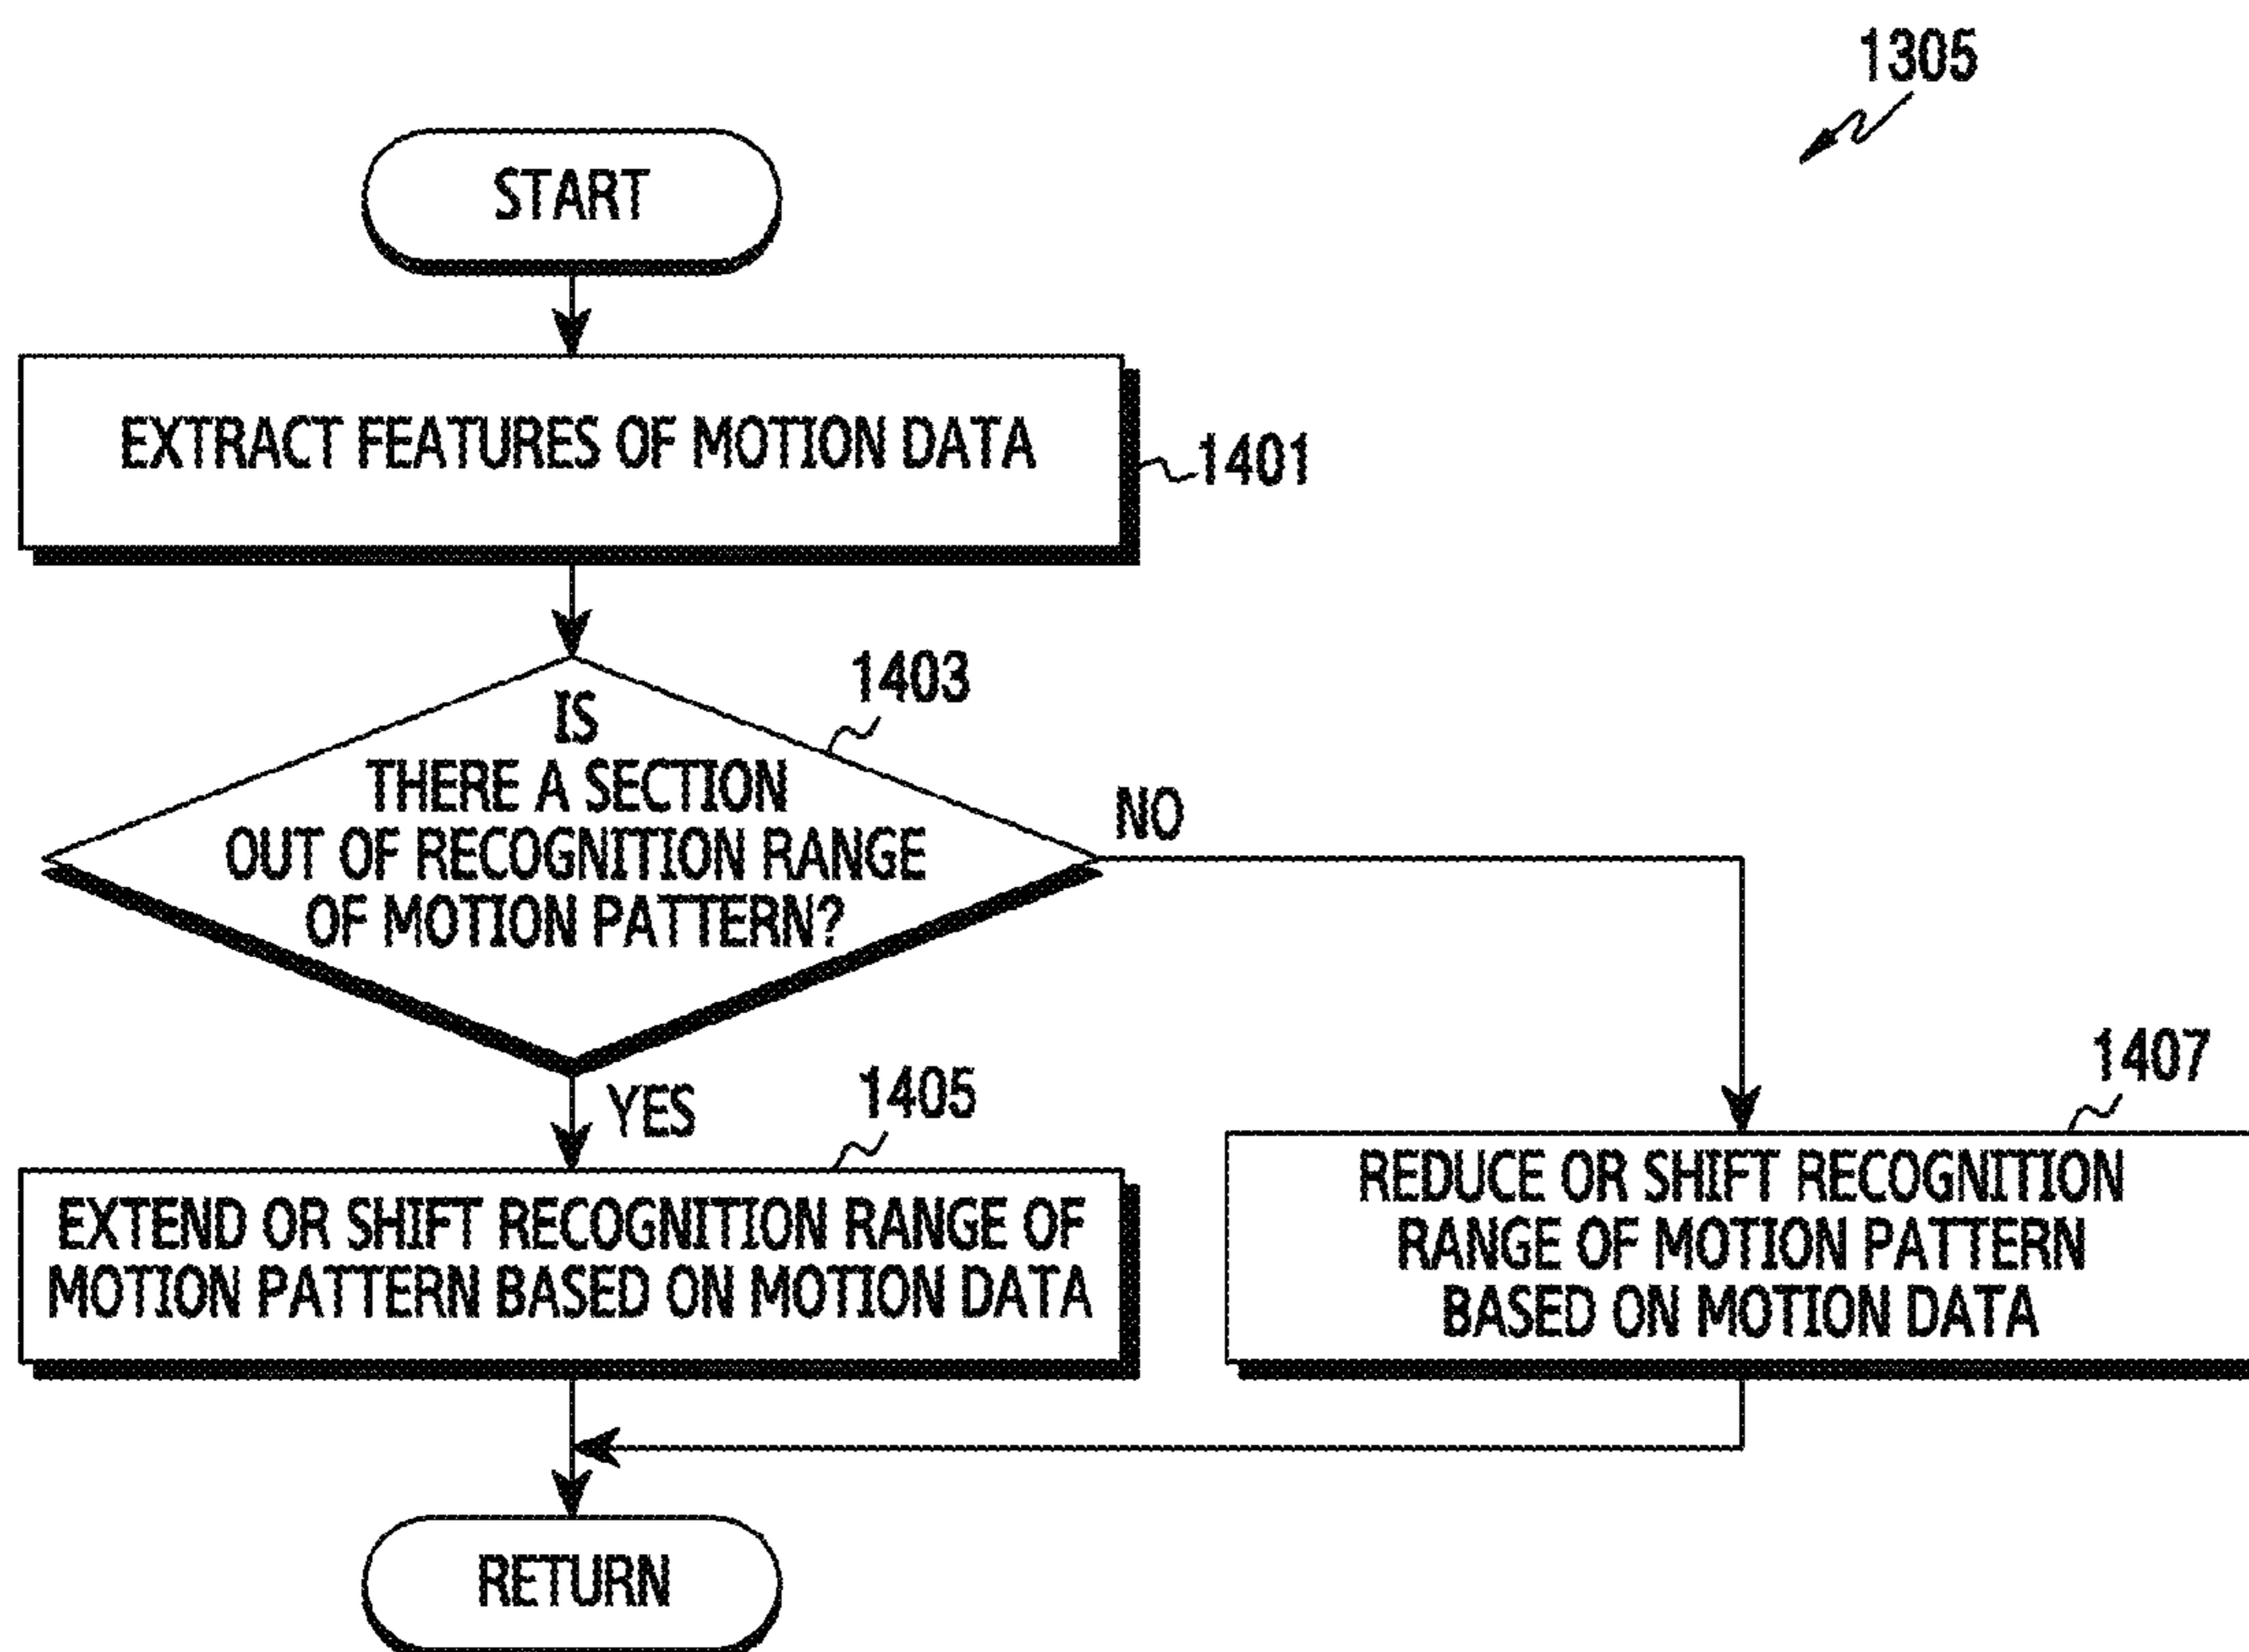 1305
START
EXTRACT FEATURES OF MOTION DATA
1401
1403
IS
THERE A SECTION
OUT OF RECOGNITION RANGE
OF MOTION PATTERN?
NO
YES
1405
EXTEND OR SHIFT RECOGNITION RANGE OF
MOTION PATTERN BASED ON MOTION DATA
1407
REDUCE OR SHIFT RECOGNITION
RANGE OF MOTION PATTERN
BASED ON MOTION DATA
RETURN